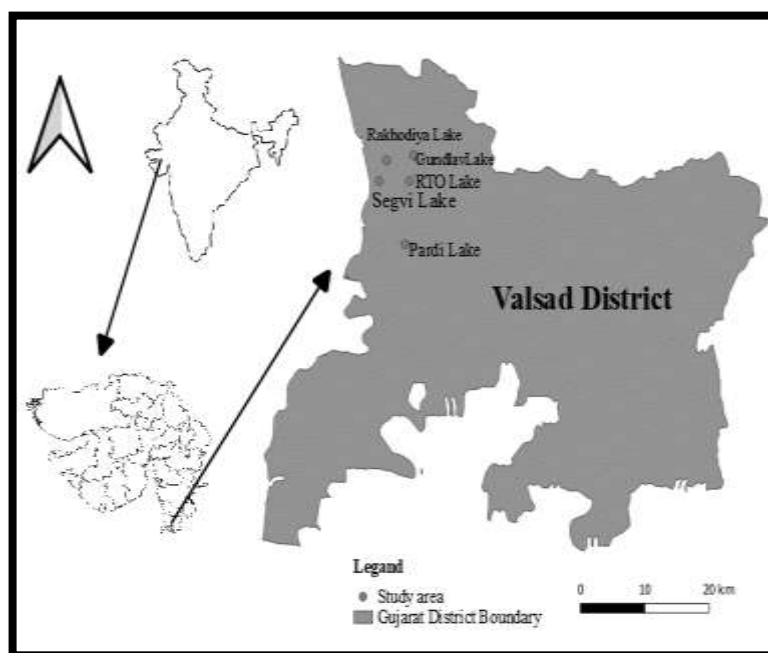 Rakhodiya Lake
GundlavLake
RTO Lake
Segvi Lake
Pardi Lake
Valsad District
Legand
Study area
Gujarat District Boundary
0 10 20 km